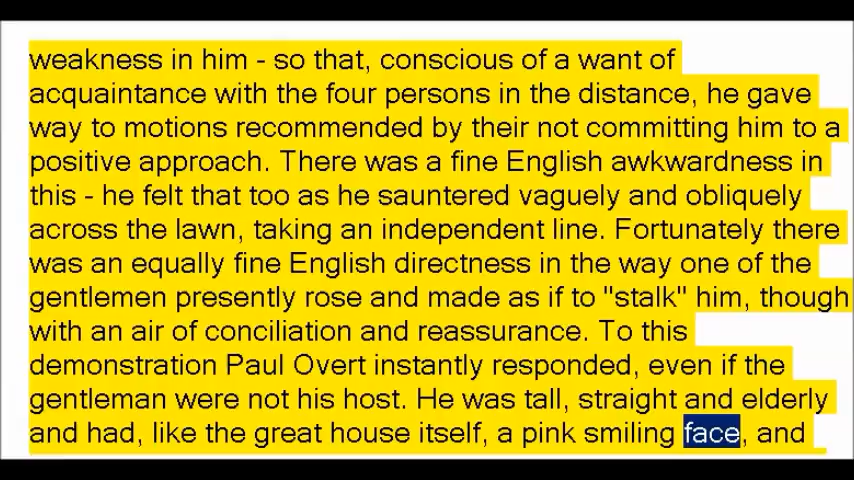 weakness in him - so that, conscious of a want of
acquaintance with the four persons in the distance, he gave
way to motions recommended by their not committing him to a
positive approach. There was a fine English awkwardness in
this - he felt that too as he sauntered vaguely and obliquely
across the lawn, taking an independent line. Fortunately there
was an equally fine English directness in the way one of the
gentlemen presently rose and made as if to "stalk" him, though
with an air of conciliation and reassurance. To this
demonstration Paul Overt instantly responded, even if the
gentleman were not his host. He was tall, straight and elderly
and had, like the great house itself, a pink smiling face, and